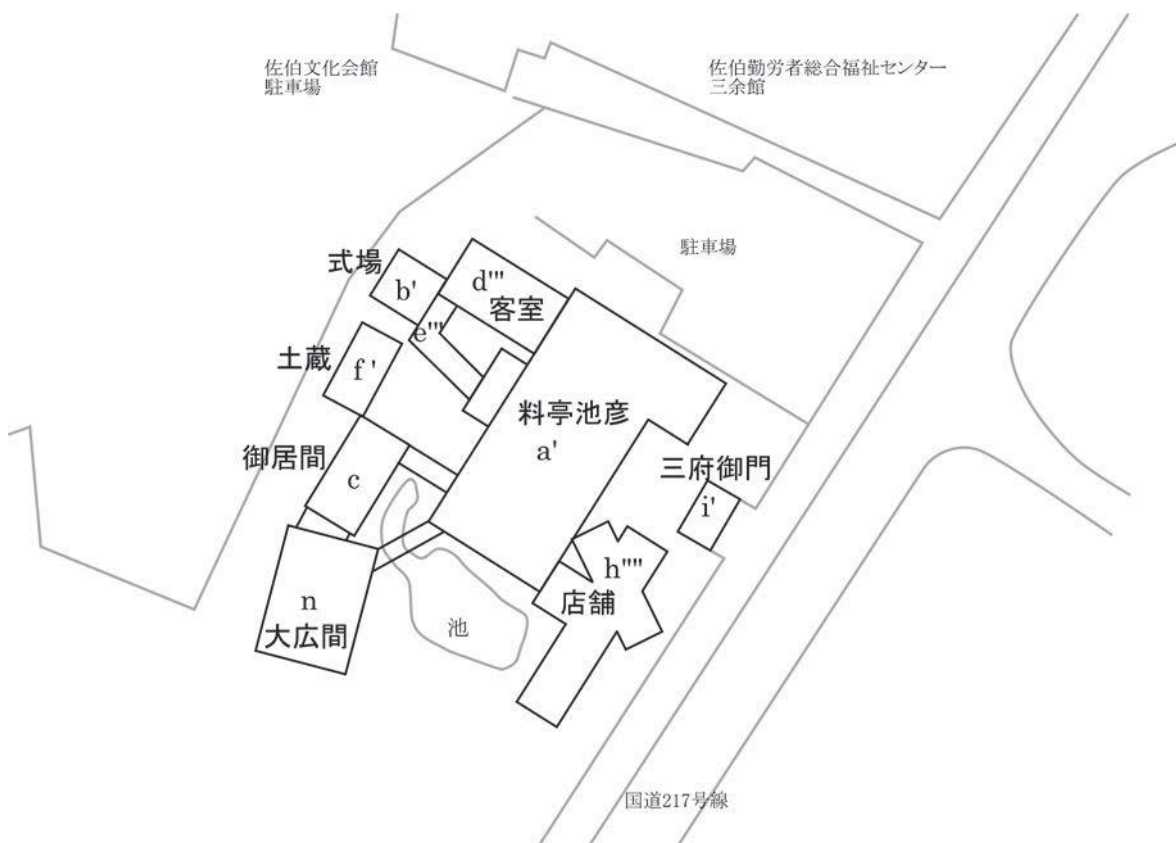 佐伯文化会館
駐車場
佐伯勤労者総合福祉センター
三余館
駐車場
式場
b'
d'''
客室
e'''
土蔵
f'
料亭池彦
a'
御居間
c
三府御門
i'
h''''
店舗
n
大広間
池
国道217号線